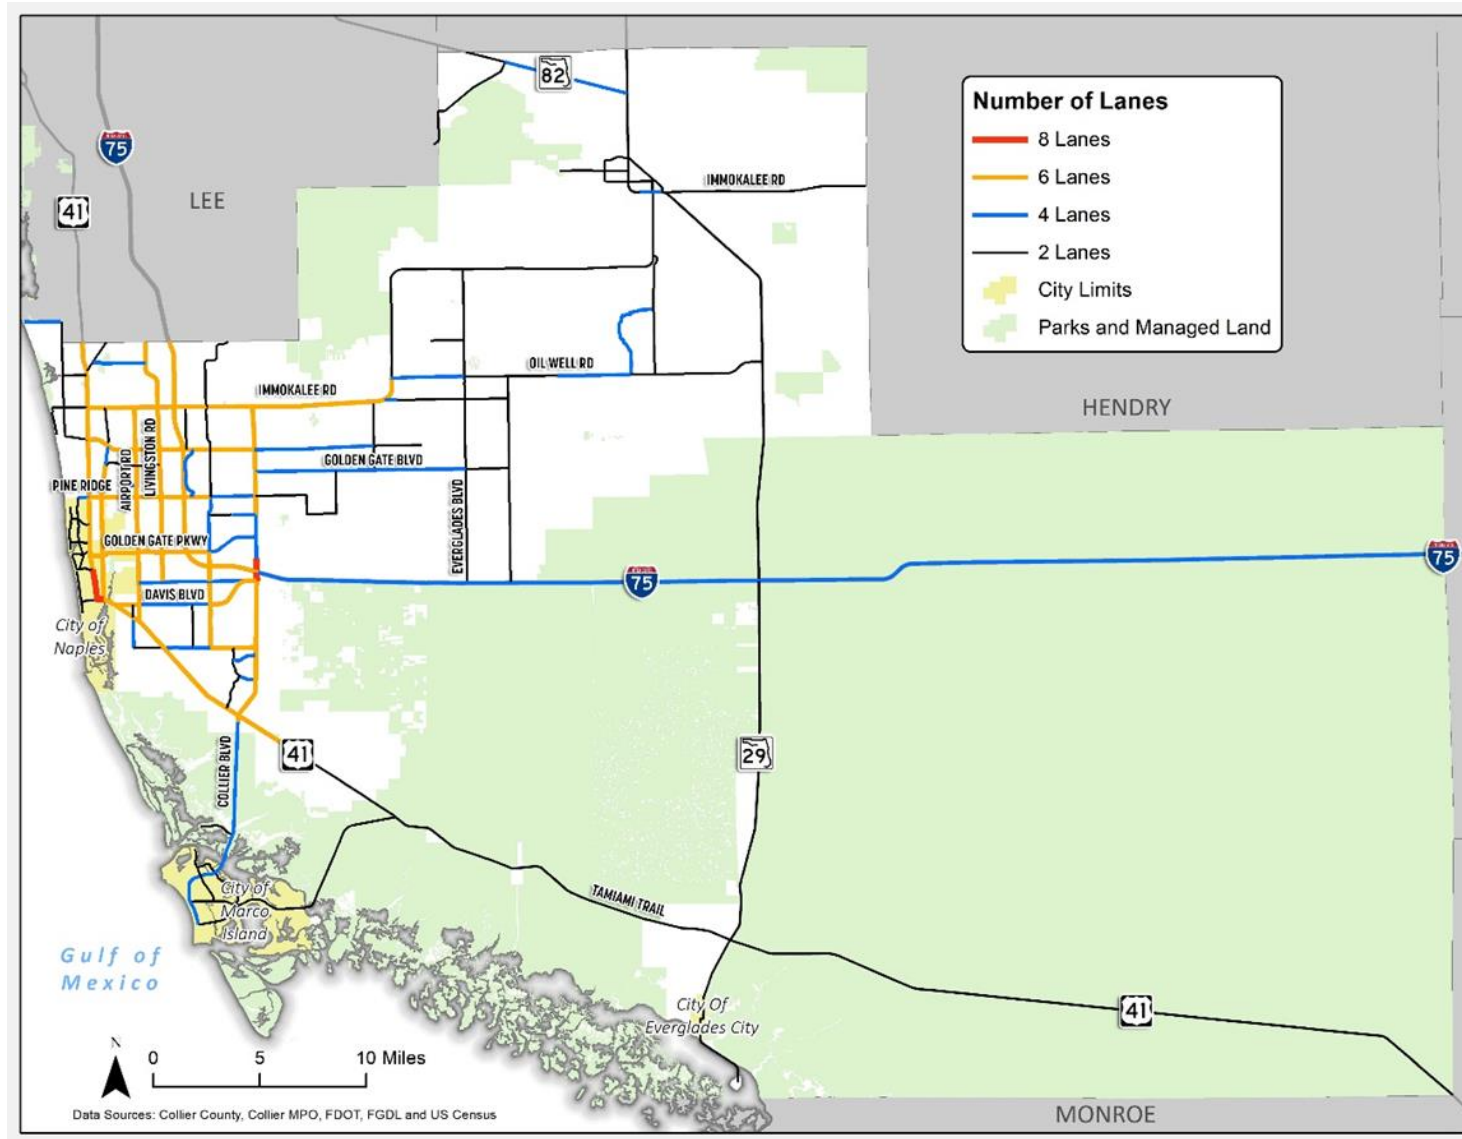 82
Number of Lanes
8 Lanes
6 Lanes
4 Lanes
2 Lanes
City Limits
Parks and Managed Land
75
41
LEE
IMMOKALEE RD
OIL WELL RD
IMMOKALEE RD
HENDRY
AIRPORT RD
LIVINGSTON RD
GOLDEN GATE BLVD
PINE RIDGE
EVERGLADES BLVD
GOLDEN GATE PKWY
75
75
DAVIS BLVD
City of
Naples
41
COLLIER BLVD
29
City of
Marco
Island
TAMIAMI TRAIL
Gulf of
Mexico
City Of
Everglades City
41
N
0 5 10 Miles
Data Sources: Collier County, Collier MPO, FDOT, FGDL and US Census
MONROE